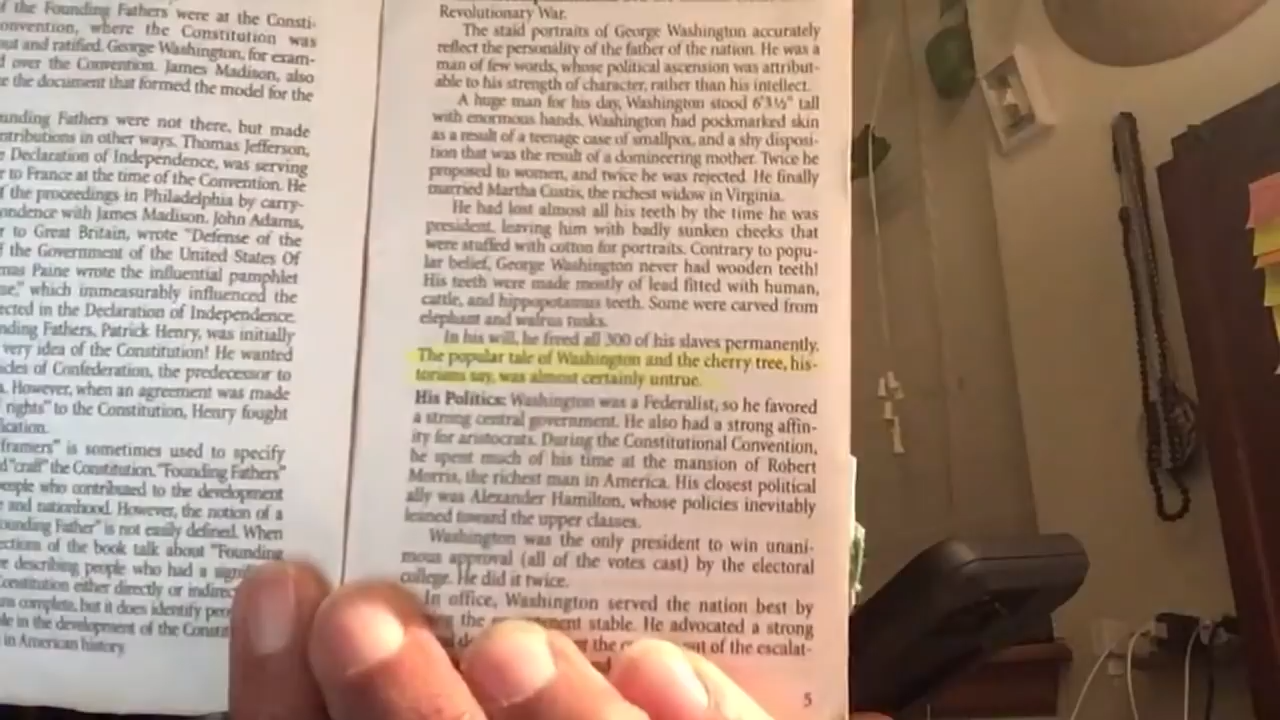 f the Founding Fathers were at the Consti-
onvention, where the Constitution was
out and ratified. George Washington, for exam-
d over the Convention. James Madison, also
e the document that formed the model for the
unding Fathers were not there, but made
ntributions in other ways. Thomas Jefferson,
e Declaration of Independence, was serving
r to France at the time of the Convention. He
f the proceedings in Philadelphia by carry-
ondence with James Madison. John Adams,
r to Great Britain, wrote "Defense of the
f the Government of the United States Of
mas Paine wrote the influential pamphlet
se," which immeasurably influenced the
ected in the Declaration of Independence.
nding Fathers, Patrick Henry, was initially
very idea of the Constitution! He wanted
icles of Confederation, the predecessor to
n. However, when an agreement was made
rights" to the Constitution, Henry fought
ication.
framers" is sometimes used to specify
d "craft" the Constitution. "Founding Fathers"
eople who contributed to the development
e and nationhood. However, the notion of a
ounding Father" is not easily defined. When
ections of the book talk about "Founding
e describing people who had a
Constitution either directly or
complete, but it does identify
le in the development of the
in American history.
Revolutionary War.
The staid portraits of George Washington accurately
reflect the personality of the father of the nation. He was a
man of few words, whose political ascension was attribut-
able to his strength of character, rather than his intellect.
A huge man for his day, Washington stood 6'3½" tall
with enormous hands. Washington had pockmarked skin
as a result of a teenage case of smallpox, and a shy disposi-
tion that was the result of a domineering mother. Twice he
proposed to women, and twice he was rejected. He finally
married Martha Custis, the richest widow in Virginia.
He had lost almost all his teeth by the time he was
president, leaving him with badly sunken cheeks that
were stuffed with cotton for portraits. Contrary to popu-
lar belief, George Washington never had wooden teeth!
His teeth were made mostly of lead fitted with human,
cattle, and hippopotamus teeth. Some were carved from
elephant and walrus tusks.
In his will, he freed all 300 of his slaves permanently.
The popular tale of Washington and the cherry tree, his-
torians say, was almost certainly untrue.
His Politics: Washington was a Federalist, so he favored
a strong central government. He also had a strong affin-
ity for aristocrats. During the Constitutional Convention,
he spent much of his time at the mansion of Robert
Morris, the richest man in America. His closest political
ally was Alexander Hamilton, whose policies inevitably
leaned toward the upper classes.
Washington was the only president to win unani-
mous approval (all of the votes cast) by the electoral
college. He did it twice.
In office, Washington served the nation best by
the stable. He advocated a strong
the of the escalat-
5